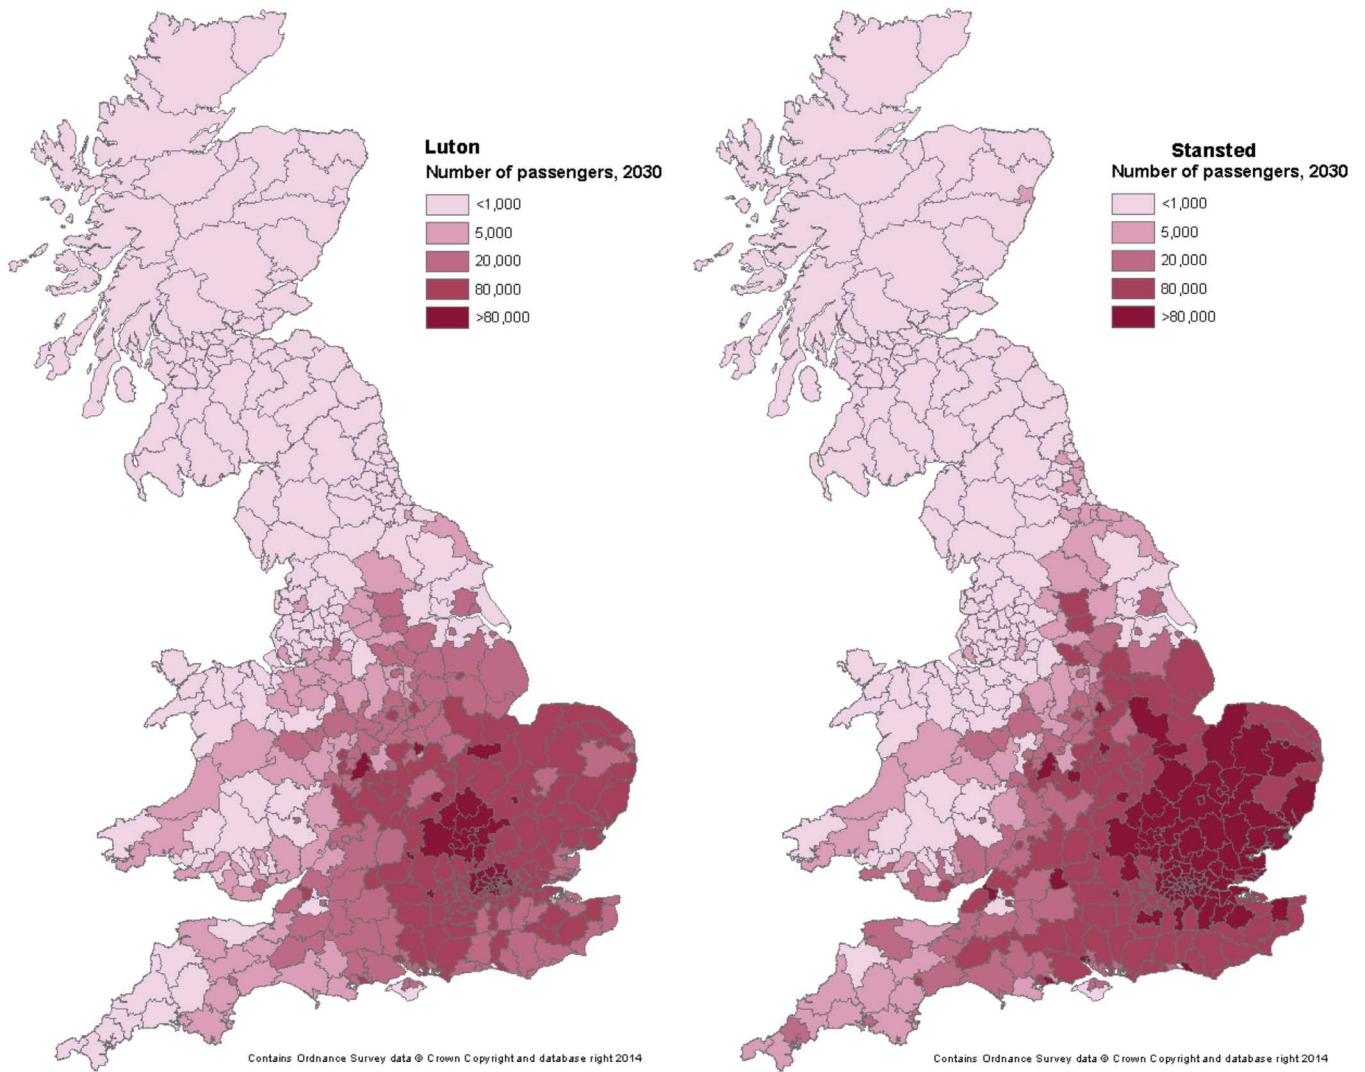 Luton
Number of passengers, 2030
<1,000
5,000
20,000
80,000
>80,000
Contains Ordnance Survey data © Crown Copyright and database right 2014
Stansted
Number of passengers, 2030
<1,000
5,000
20,000
80,000
>80,000
Contains Ordnance Survey data © Crown Copyright and database right 2014